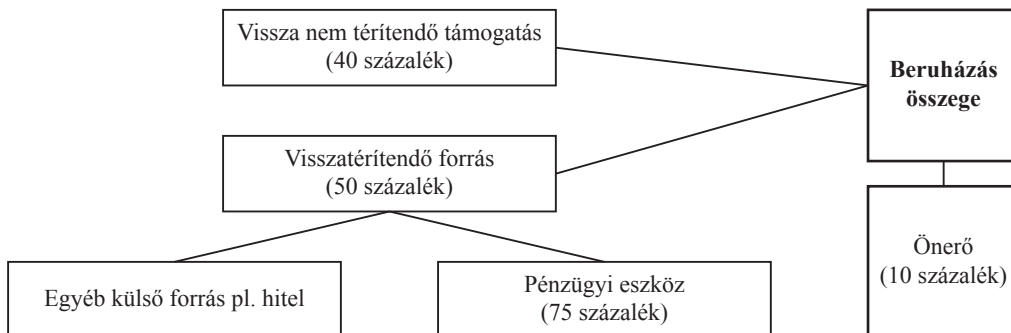 Vissza nem térítendő támogatás
(40 százalék)
Beruházás
összege
Visszatérítendő forrás
(50 százalék)
Önerő
(10 százalék)
Egyéb külső forrás pl. hitel
Pénzügyi eszköz
(75 százalék)